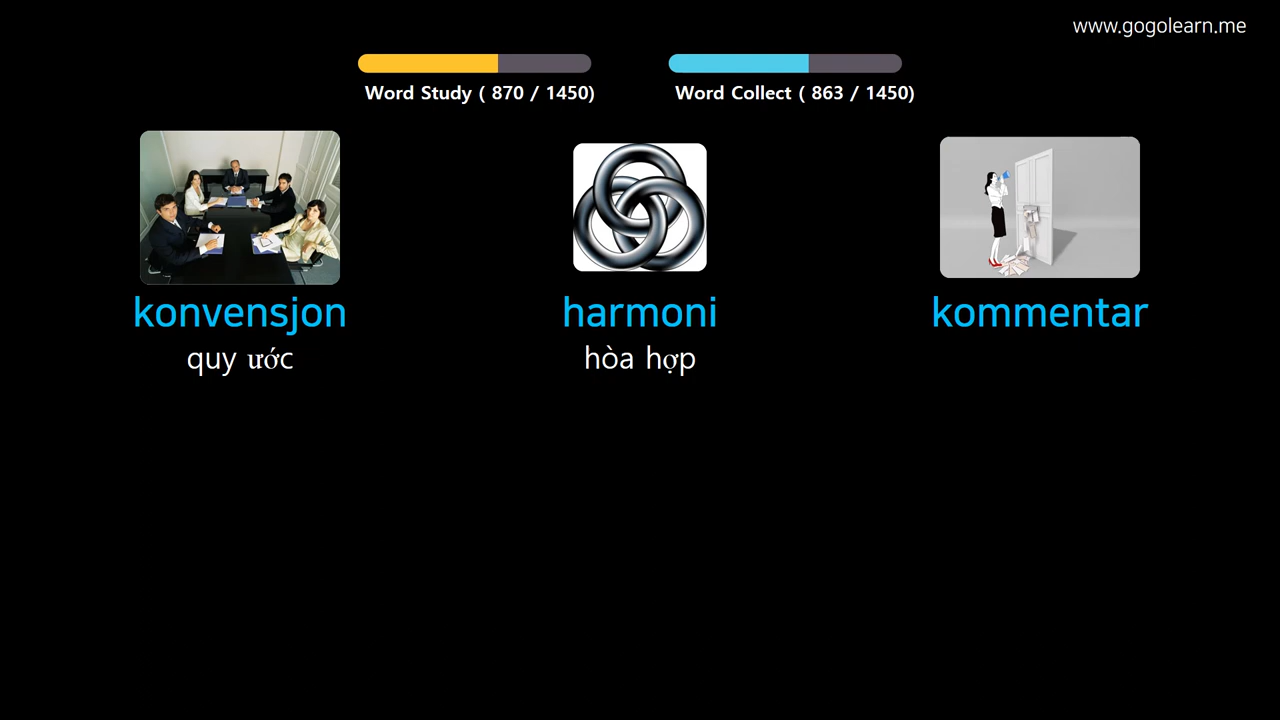 www.gogolearn.me
Word Study ( 870 / 1450)
Word Collect ( 863 / 1450)
konvensjon
quy ước
harmoni
hòa hợp
kommentar